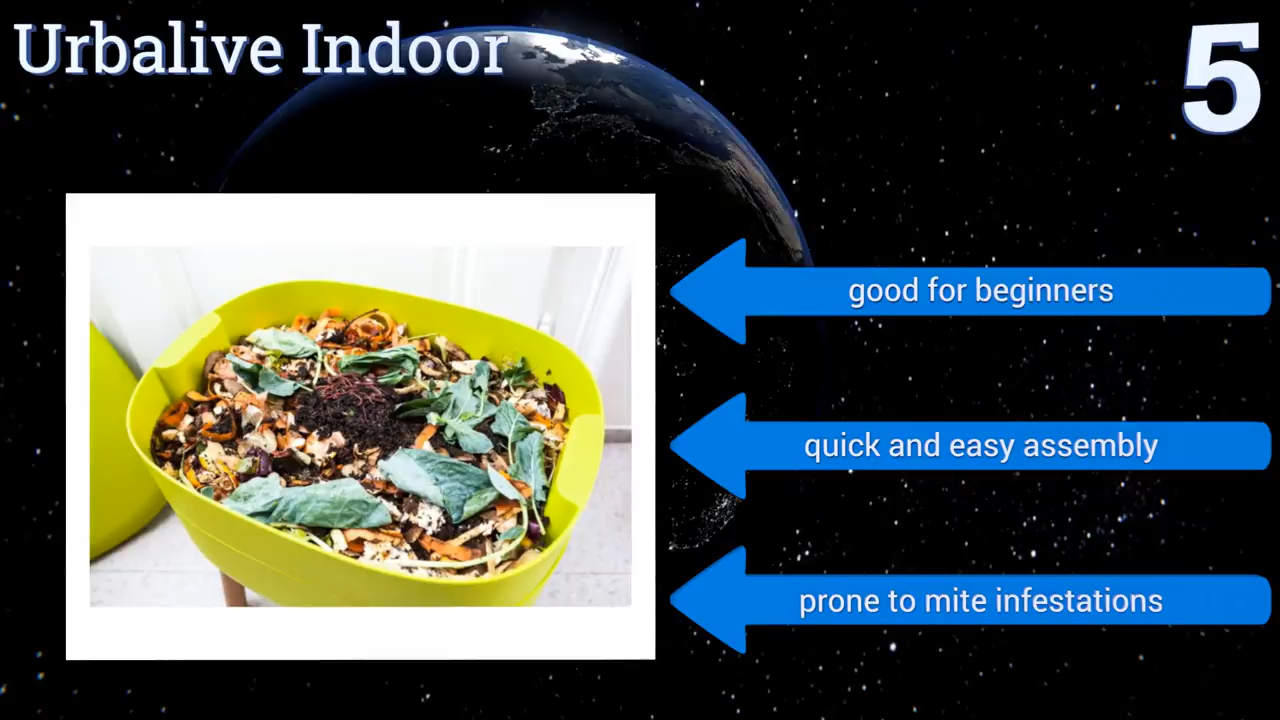 Urbalive Indoor
5
good for beginners
quick and easy assembly
prone to mite infestations